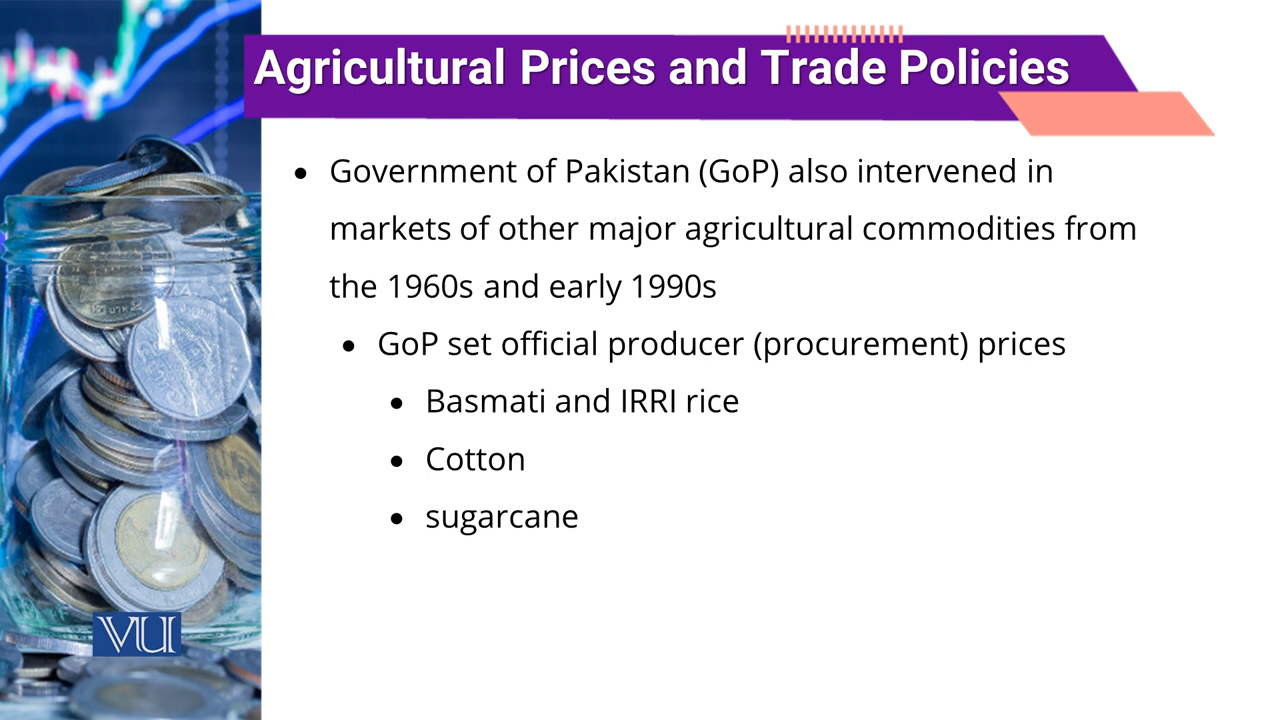 Agricultural Prices and Trade Policies
• Government of Pakistan (GoP) also intervened in
markets of other major agricultural commodities from
the 1960s and early 1990s
• GoP set official producer (procurement) prices
• Basmati and IRRI rice
• Cotton
• sugarcane
VU